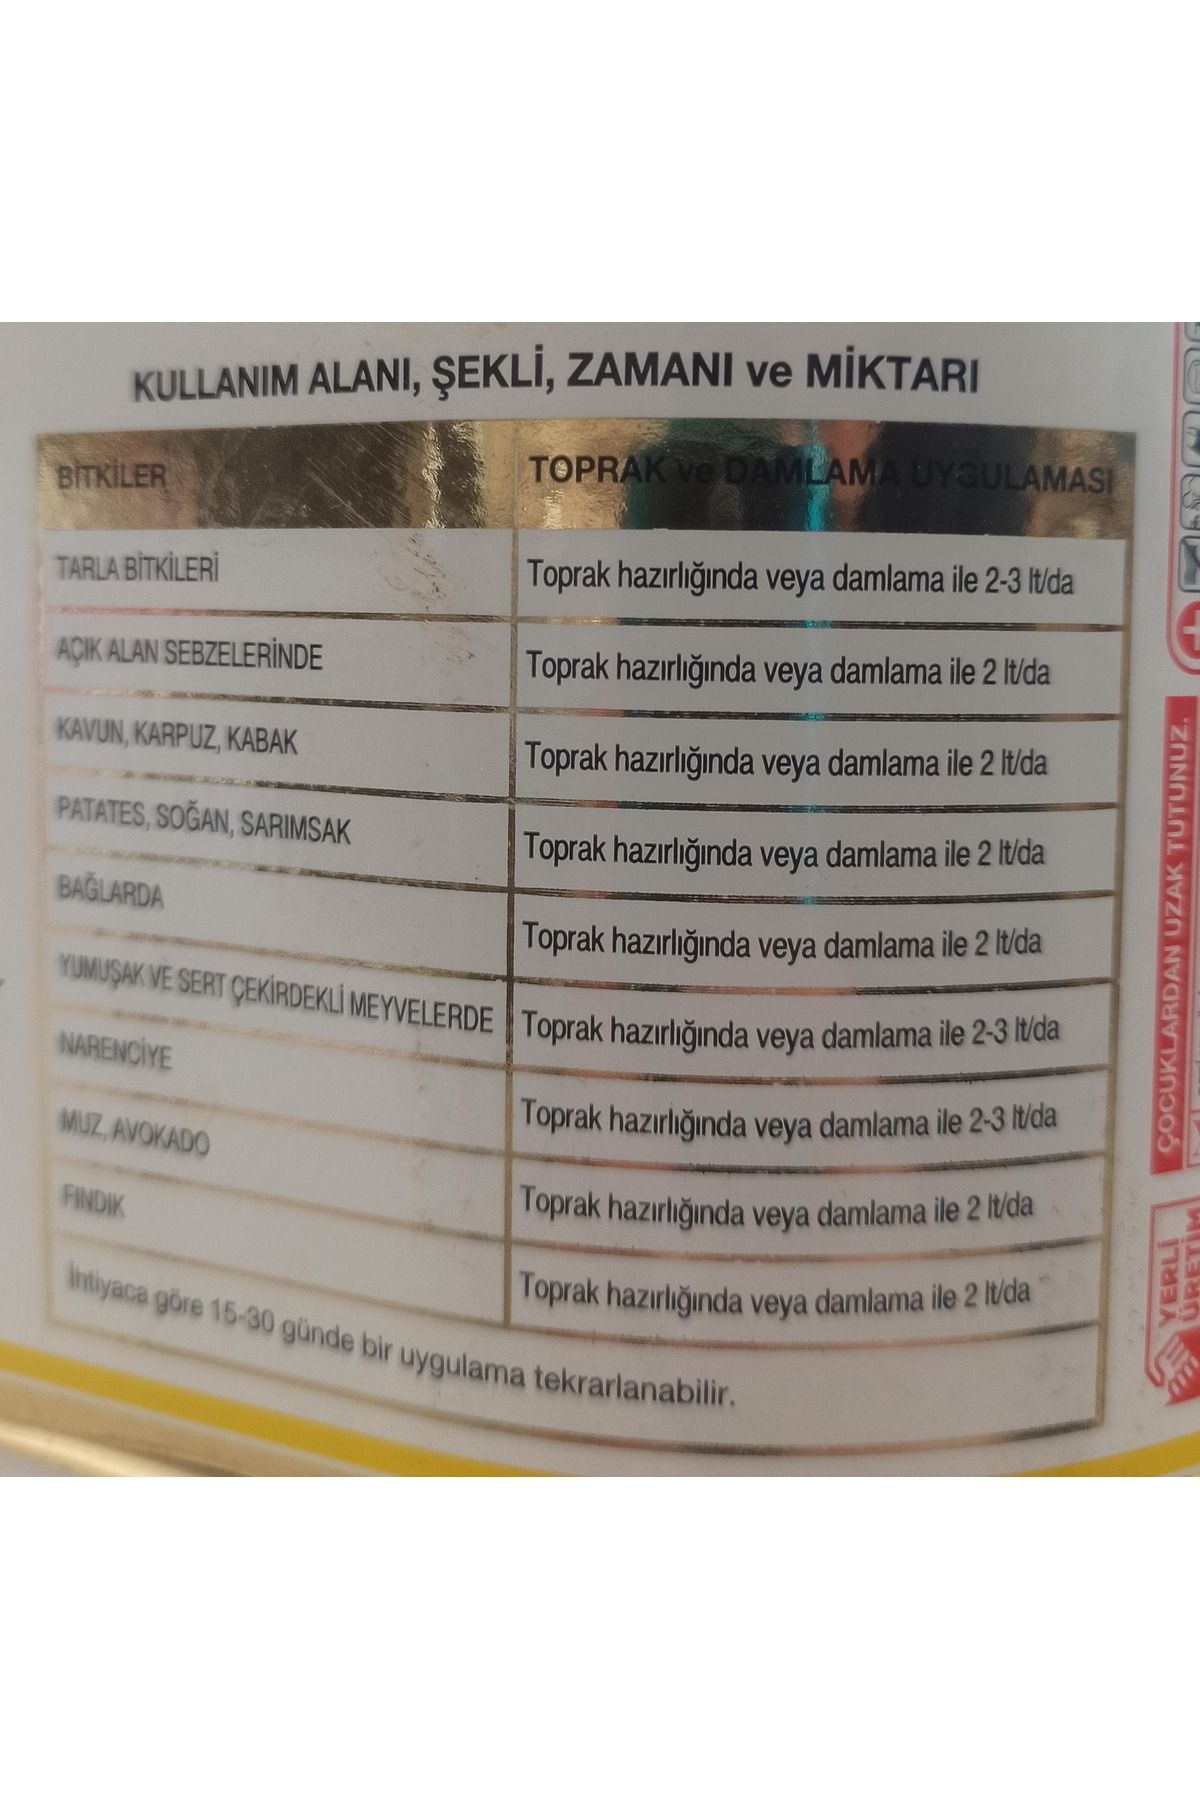 KULLANIM ALANI, ŞEKLİ, ZAMANI ve MİKTARI
BİTKİLER TOPRAK ve DAMLAMA UYGULAMASI
TARLA BİTKİLERİ Toprak hazırlığında veya damlama ile 2-3 lt/da
AÇIK ALAN SEBZELERİNDE Toprak hazırlığında veya damlama ile 2 lt/da
KAVUN, KARPUZ, KABAK Toprak hazırlığında veya damlama ile 2 lt/da
PATATES, SOĞAN, SARIMSAK Toprak hazırlığında veya damlama ile 2 lt/da
BAĞLARDA Toprak hazırlığında veya damlama ile 2 lt/da
YUMUŞAK VE SERT ÇEKİRDEKLİ MEYVELERDE Toprak hazırlığında veya damlama ile 2-3 lt/da
NARENCİYE Toprak hazırlığında veya damlama ile 2-3 lt/da
MUZ, AVOKADO Toprak hazırlığında veya damlama ile 2 lt/da
FINDIK Toprak hazırlığında veya damlama ile 2 lt/da
İhtiyaca göre 15-30 günde bir uygulama tekrarlanabilir.
ÇOCUKLARDAN UZAK TUTUNUZ.
YERLİ
ÜRETİM